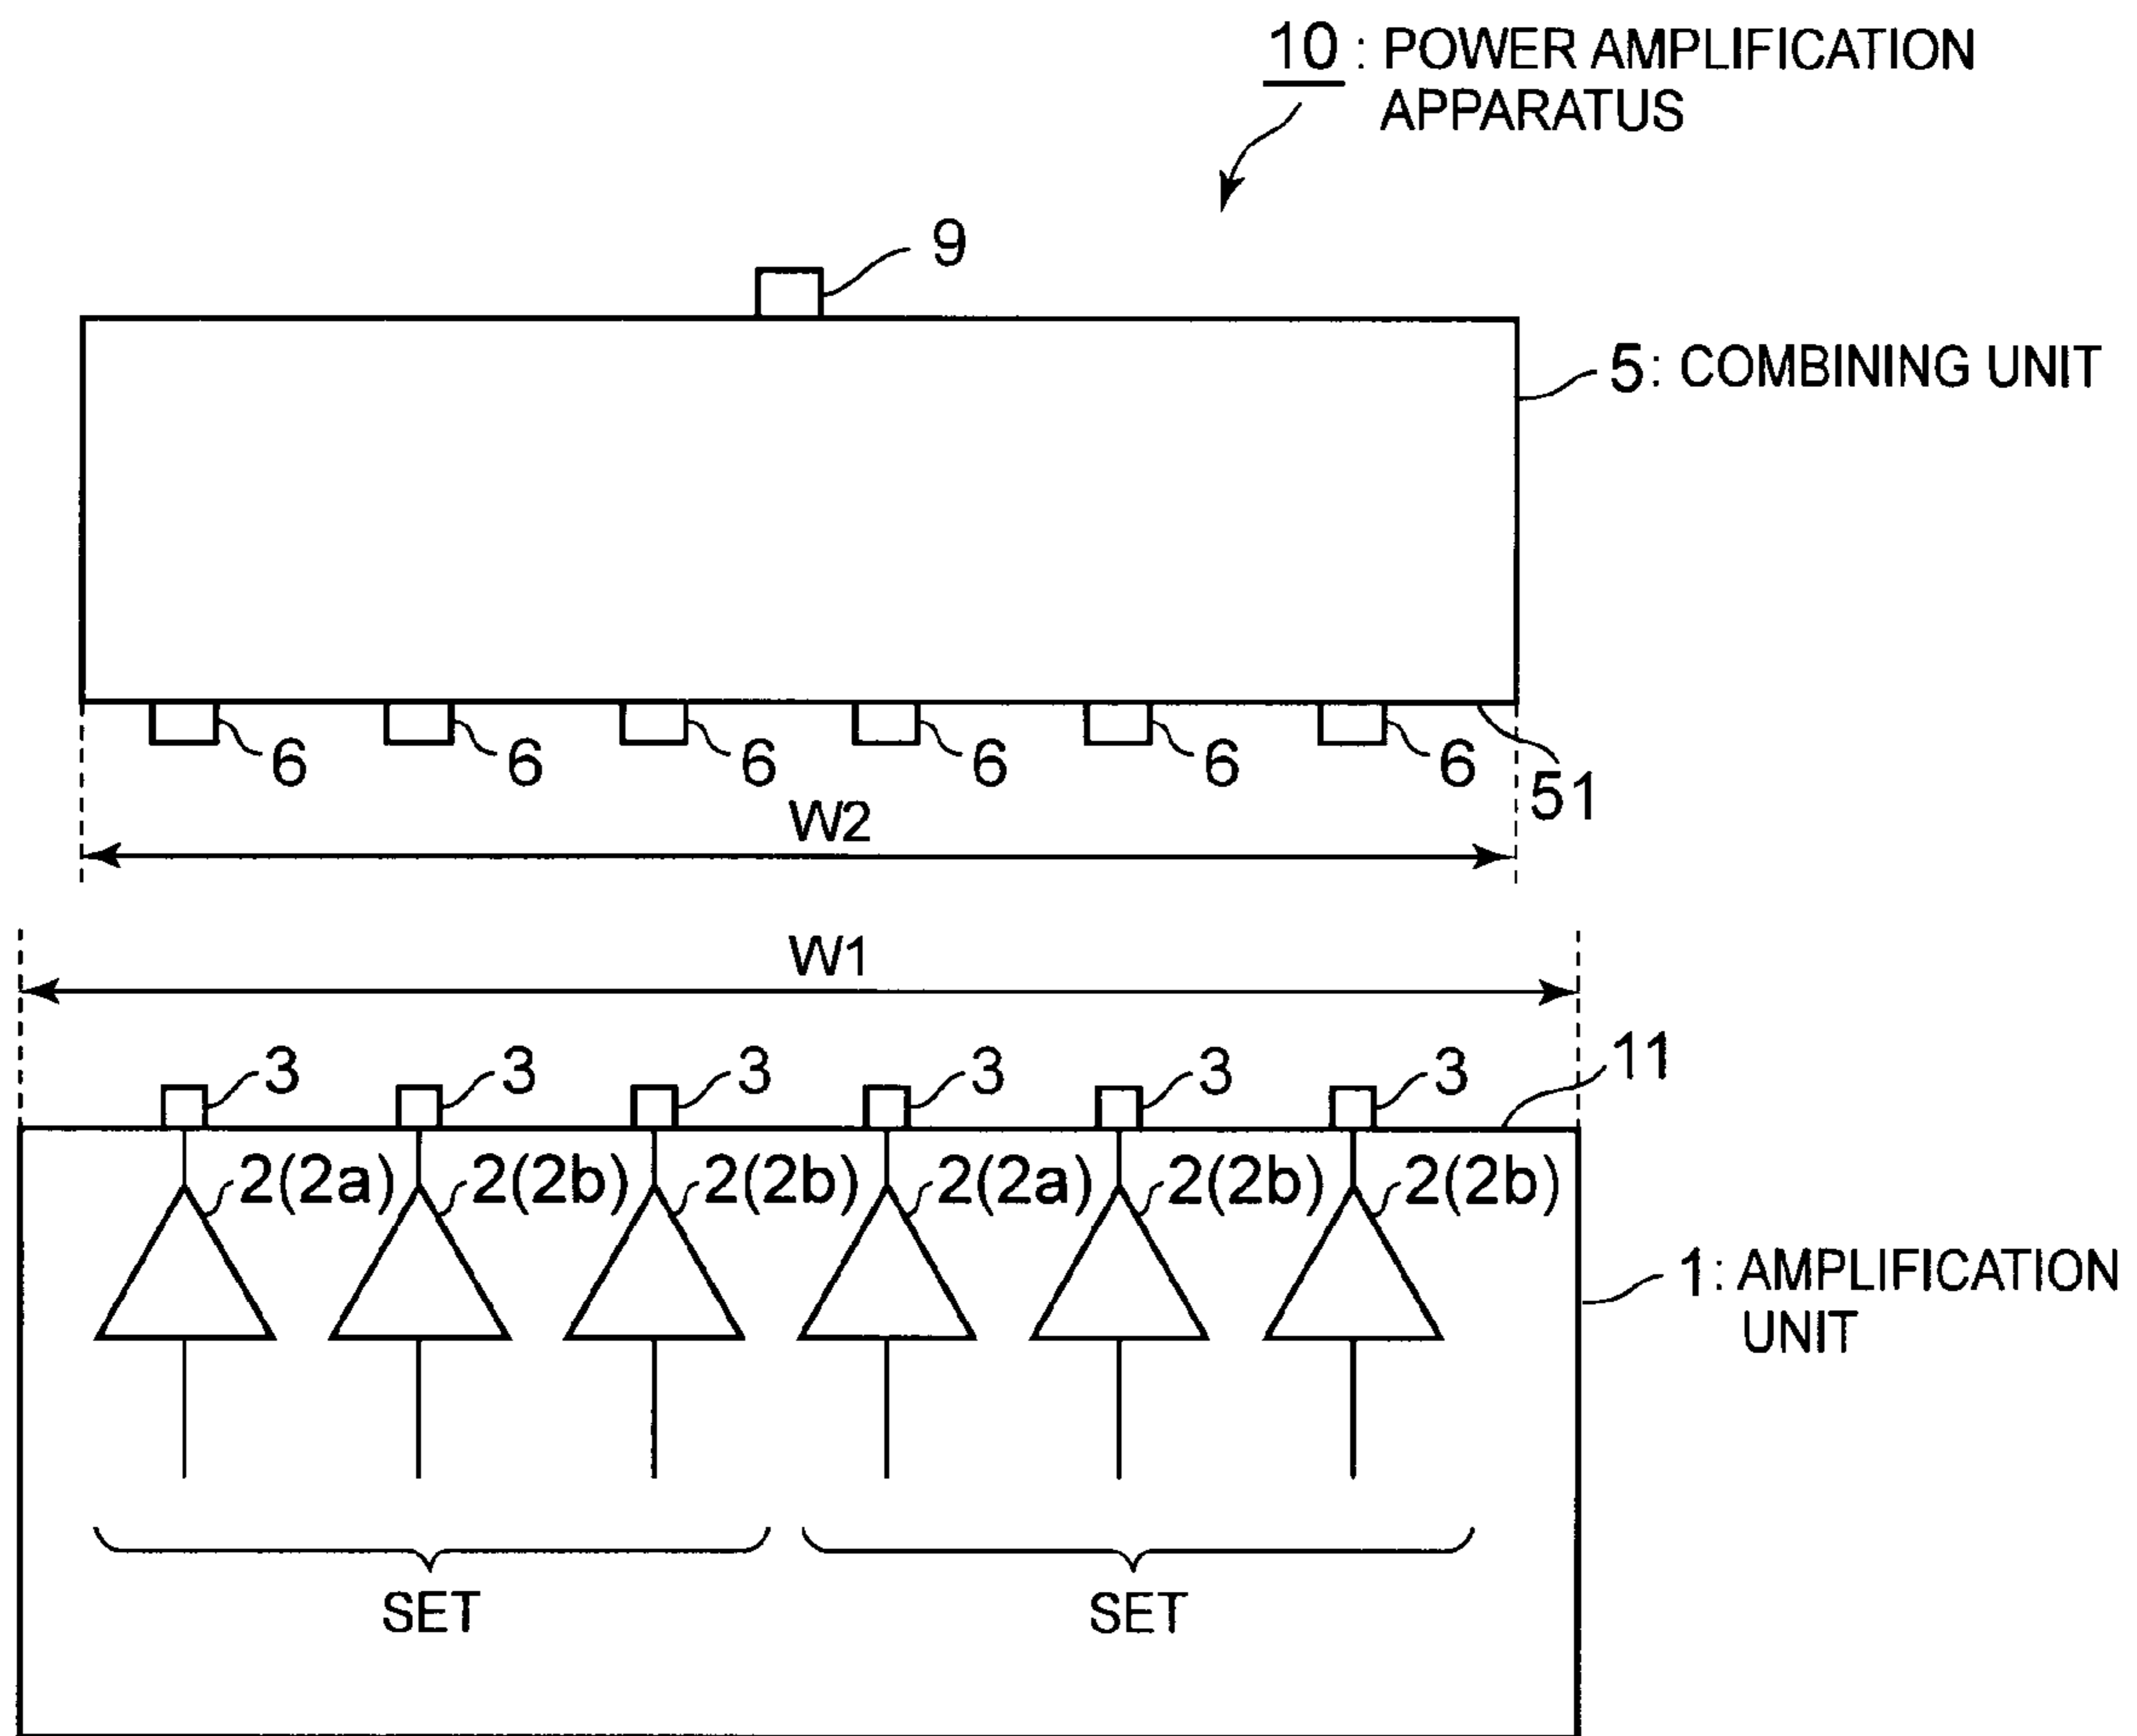 10 : POWER AMPLIFICATION
APPARATUS
9
5: COMBINING UNIT
6 6 6 6 6 6
51
W2
W1
3 3 3 3 3 3
11
2(2a) 2(2b) 2(2b) 2(2a) 2(2b) 2(2b)
1: AMPLIFICATION
UNIT
SET SET